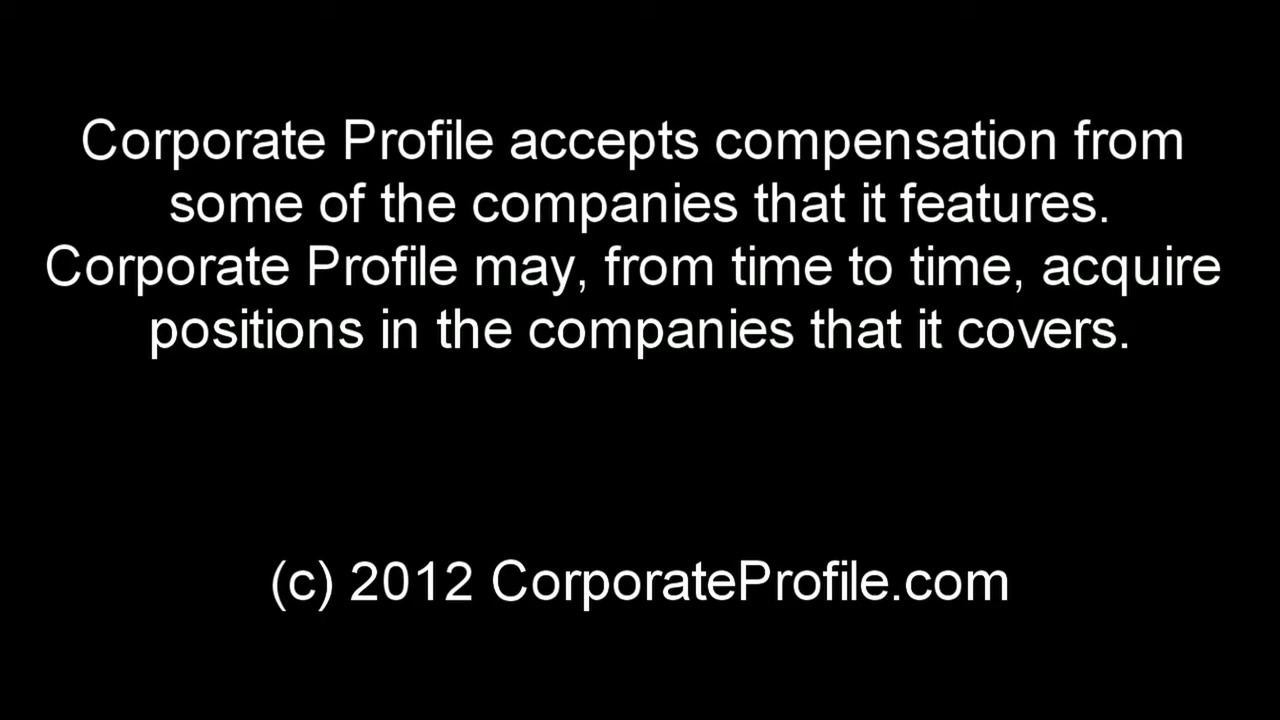 Corporate Profile accepts compensation from
some of the companies that it features.
Corporate Profile may, from time to time, acquire
positions in the companies that it covers.
(c) 2012 CorporateProfile.com